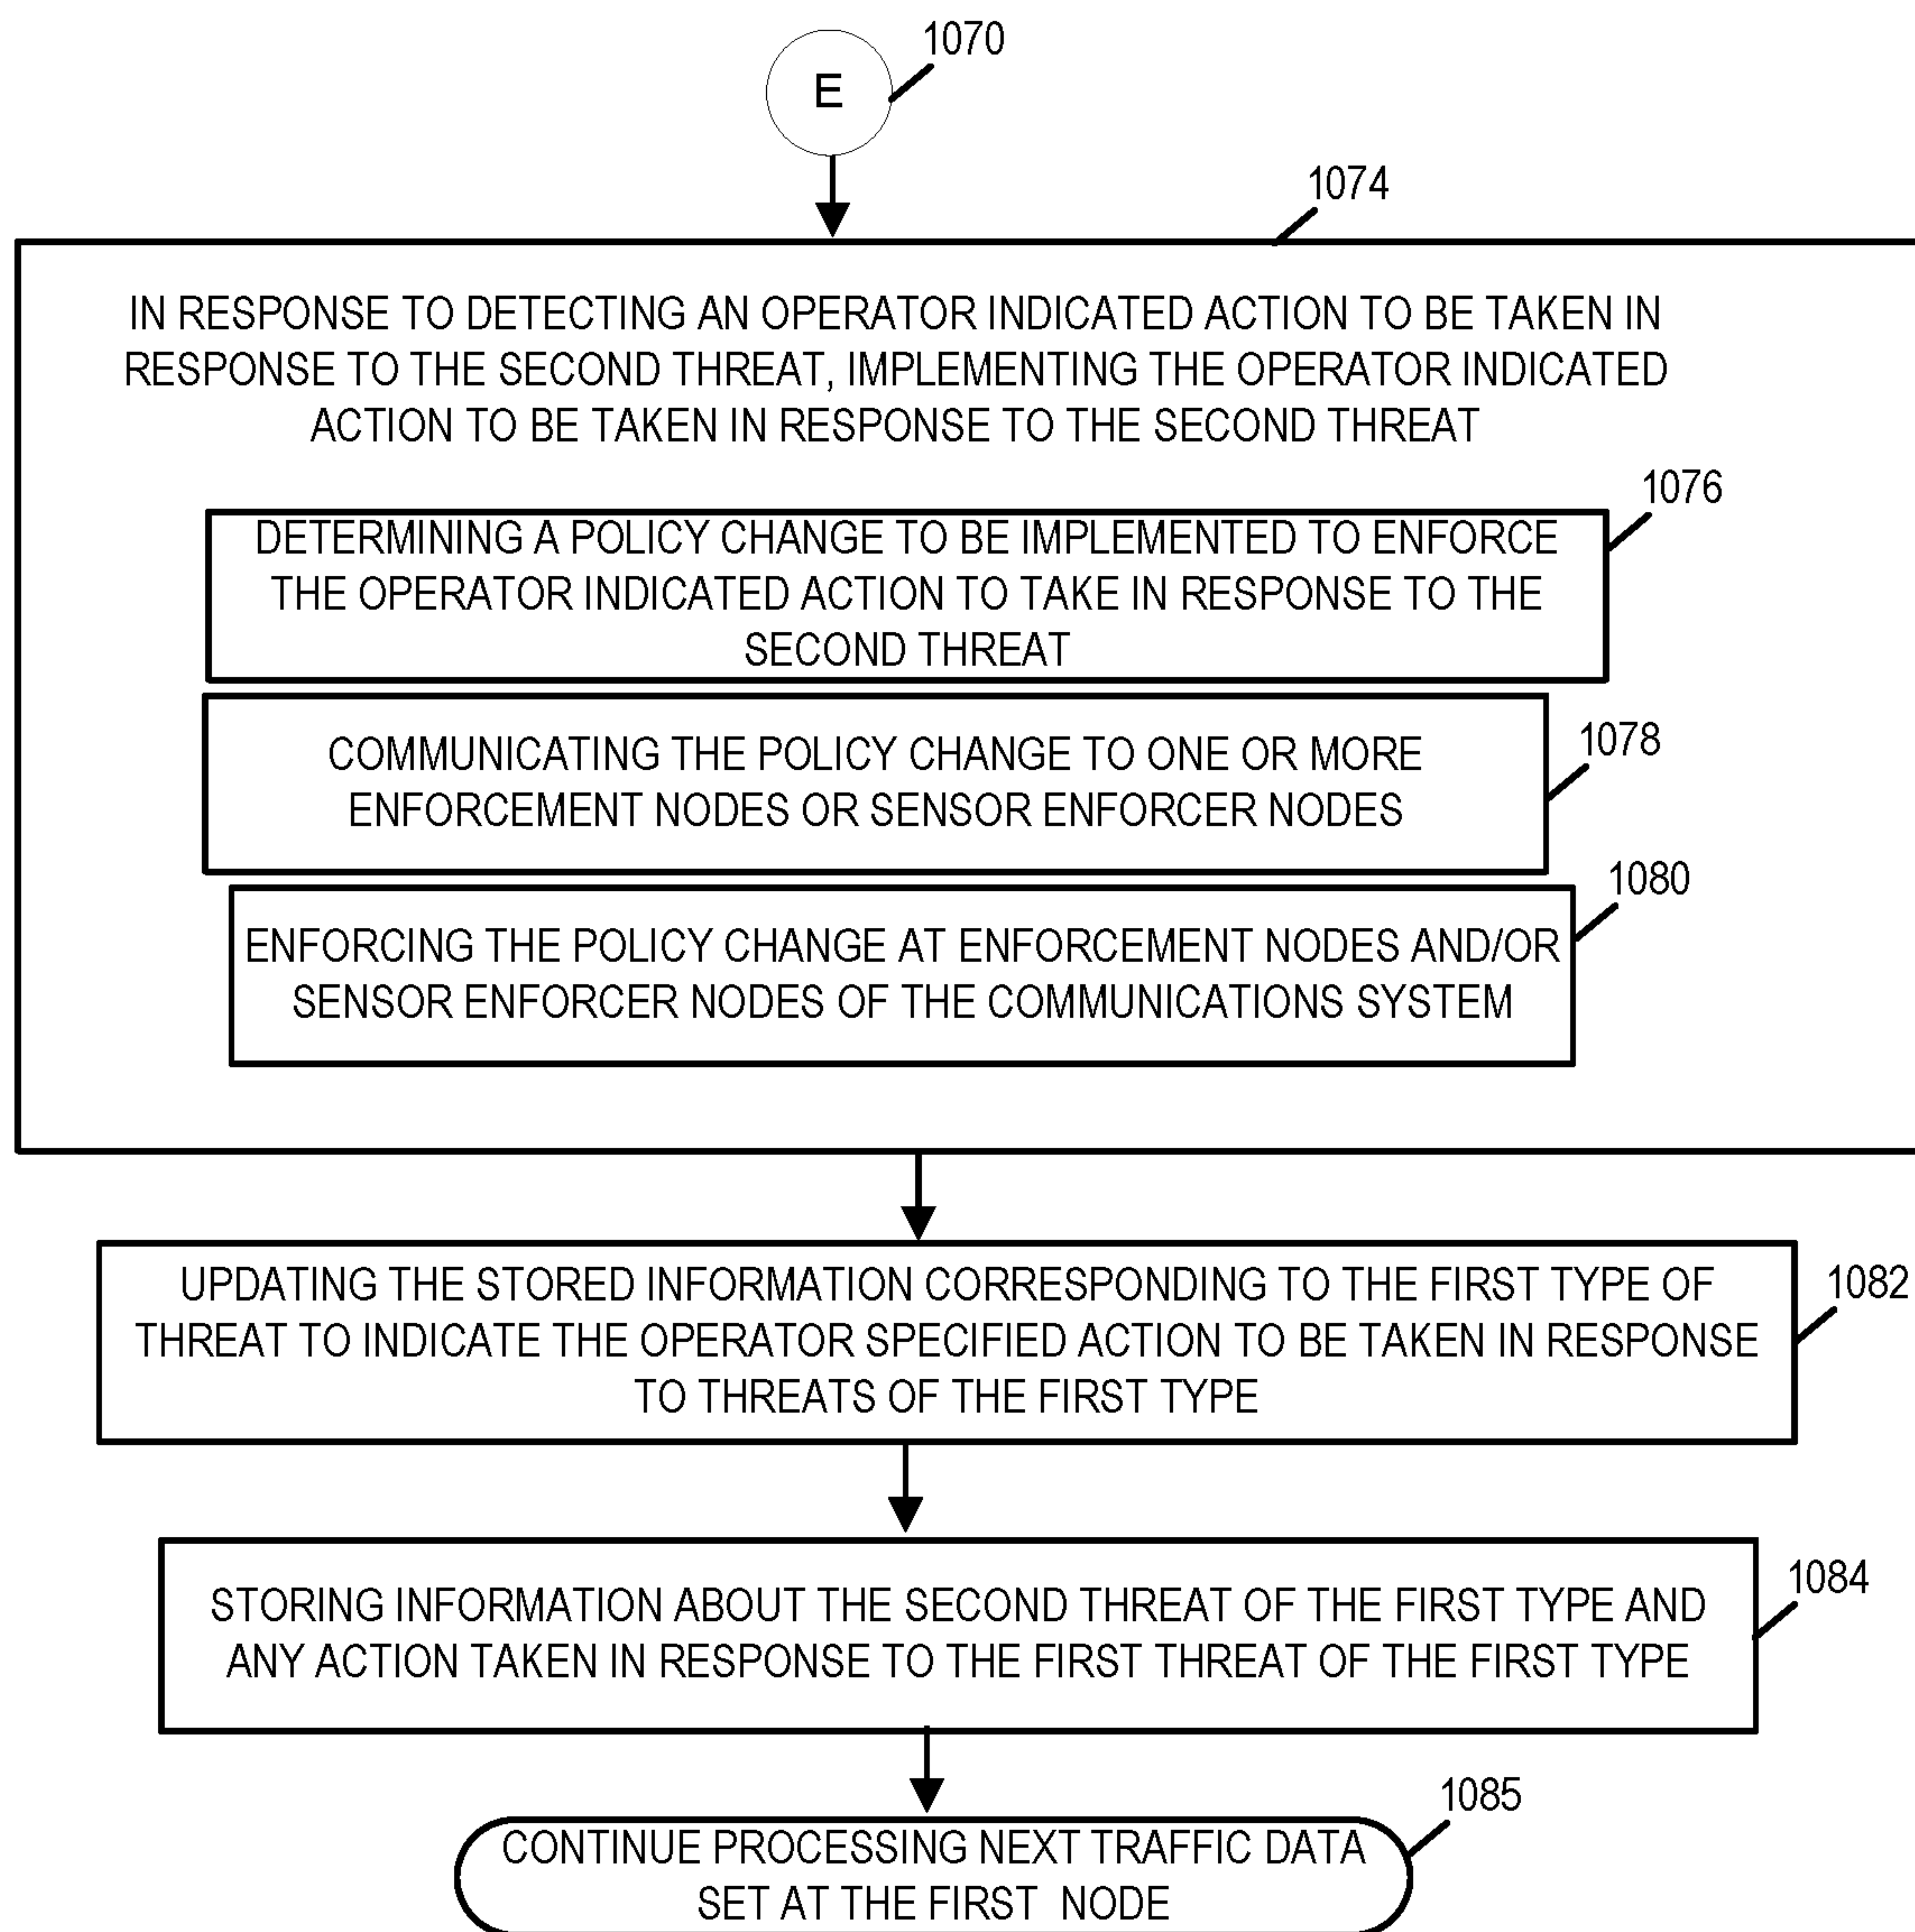 1070
E
1074
IN RESPONSE TO DETECTING AN OPERATOR INDICATED ACTION TO BE TAKEN IN
RESPONSE TO THE SECOND THREAT, IMPLEMENTING THE OPERATOR INDICATED
ACTION TO BE TAKEN IN RESPONSE TO THE SECOND THREAT
1076
DETERMINING A POLICY CHANGE TO BE IMPLEMENTED TO ENFORCE
THE OPERATOR INDICATED ACTION TO TAKE IN RESPONSE TO THE
SECOND THREAT
1078
COMMUNICATING THE POLICY CHANGE TO ONE OR MORE
ENFORCEMENT NODES OR SENSOR ENFORCER NODES
1080
ENFORCING THE POLICY CHANGE AT ENFORCEMENT NODES AND/OR
SENSOR ENFORCER NODES OF THE COMMUNICATIONS SYSTEM
1082
UPDATING THE STORED INFORMATION CORRESPONDING TO THE FIRST TYPE OF
THREAT TO INDICATE THE OPERATOR SPECIFIED ACTION TO BE TAKEN IN RESPONSE
TO THREATS OF THE FIRST TYPE
1084
STORING INFORMATION ABOUT THE SECOND THREAT OF THE FIRST TYPE AND
ANY ACTION TAKEN IN RESPONSE TO THE FIRST THREAT OF THE FIRST TYPE
1085
CONTINUE PROCESSING NEXT TRAFFIC DATA
SET AT THE FIRST NODE